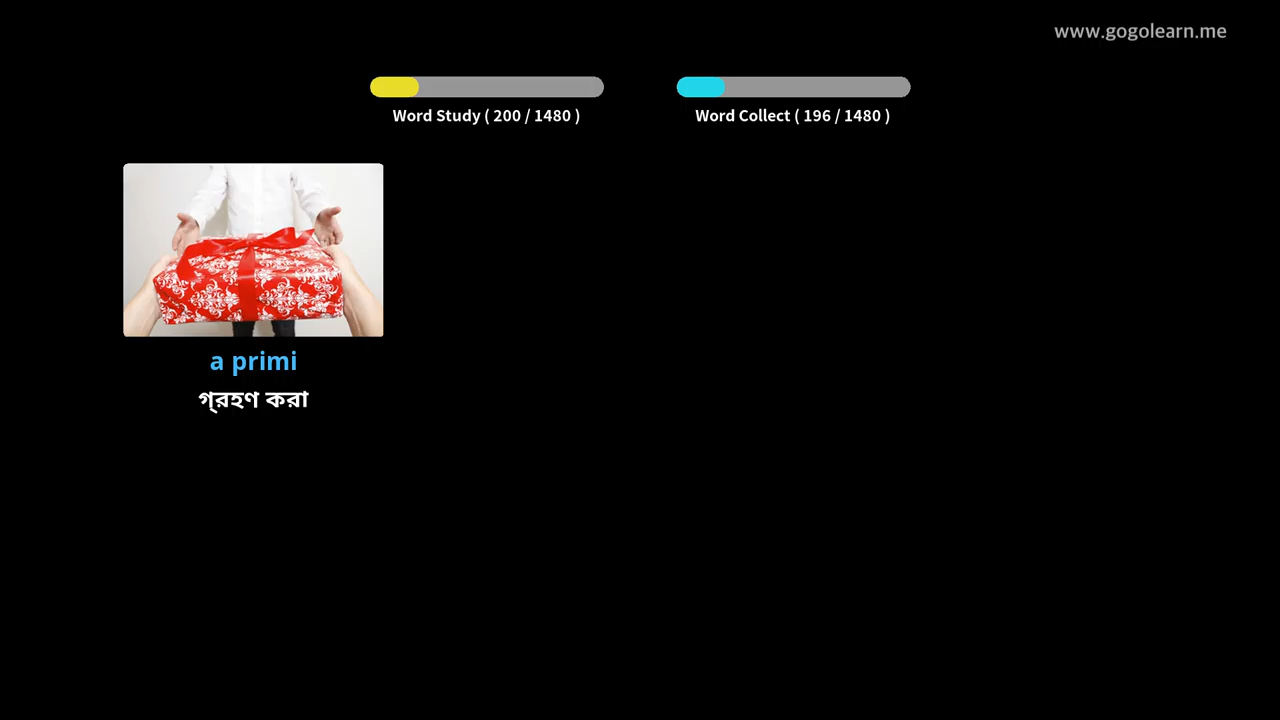 www.gogolearn.me
Word Study ( 200 / 1480 )
Word Collect ( 196 / 1480 )
a primi
গ্রহণ করা